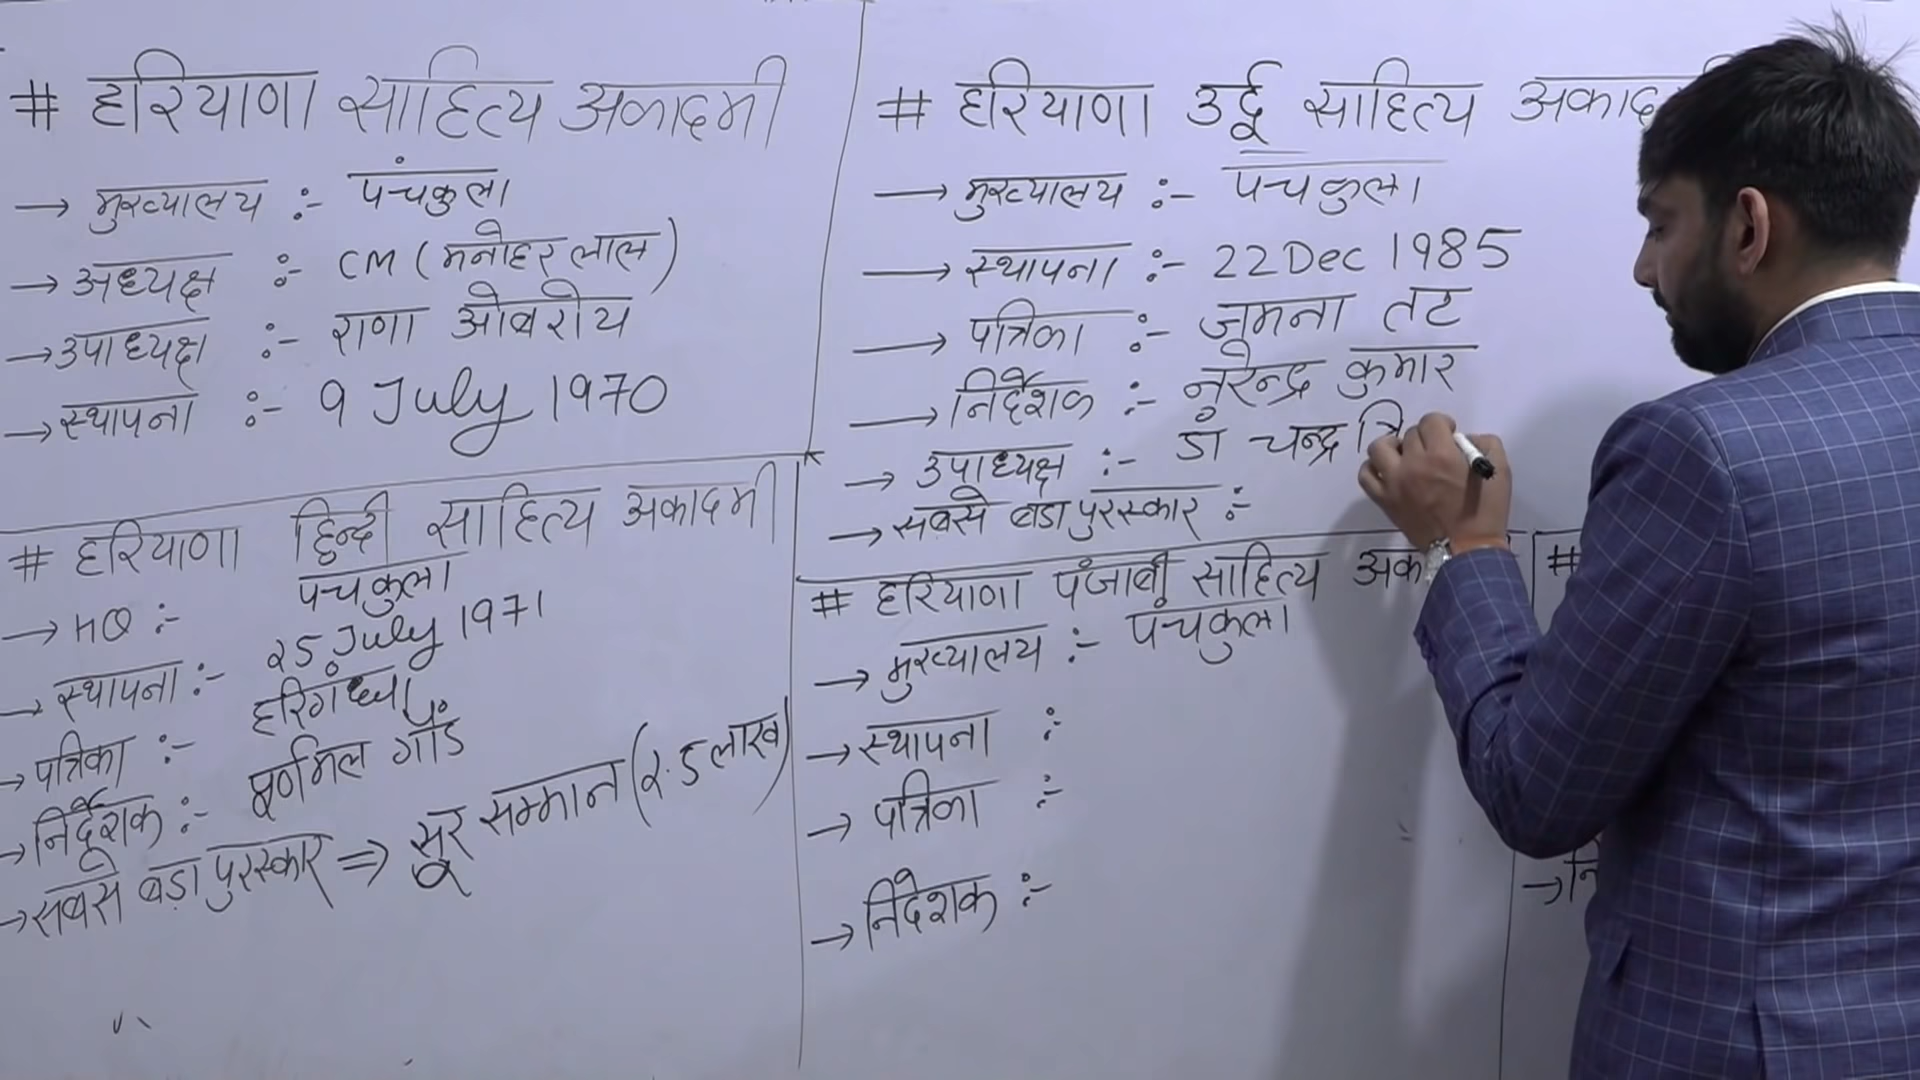 # हरियाणा साहित्य अकादमी
→ मुख्यालय :- पंचकुला
→ अध्यक्ष :- CM (मनोहर लाल)
→ उपाध्यक्ष :- राणा ओबरोय
→ स्थापना :- 9 July 1970
# हरियाणा हिन्दी साहित्य अकादमी
→ HQ :- पंचकुला
→ स्थापना :- 25 July 1971
→ पत्रिका :- हरिगंधा
→ निर्देशक :- पूर्णमल गौड़
→ सबसे बड़ा पुरस्कार ⇒ सूर सम्मान (2.5 लाख)
# हरियाणा उर्दू साहित्य अकाद
→ मुख्यालय :- पंचकुला
→ स्थापना :- 22 Dec 1985
→ पत्रिका :- जमना तट
→ निर्देशक :- नरेन्द्र कुमार
→ उपाध्यक्ष :- डॉ चन्द्र त्रि
→ सबसे बडा पुरस्कार :-
# हरियाणा पंजाबी साहित्य अक
→ मुख्यालय :- पंचकुला
→ स्थापना :-
→ पत्रिका :-
→ निदेशक :-
#
→ नि